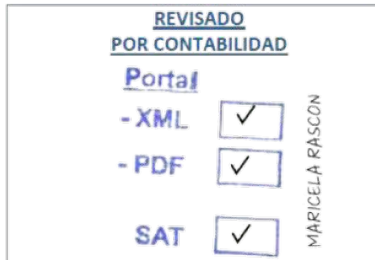 REVISADO
POR CONTABILIDAD
Portal
- XML ✓
- PDF ✓
SAT ✓
MARICELA RASCON